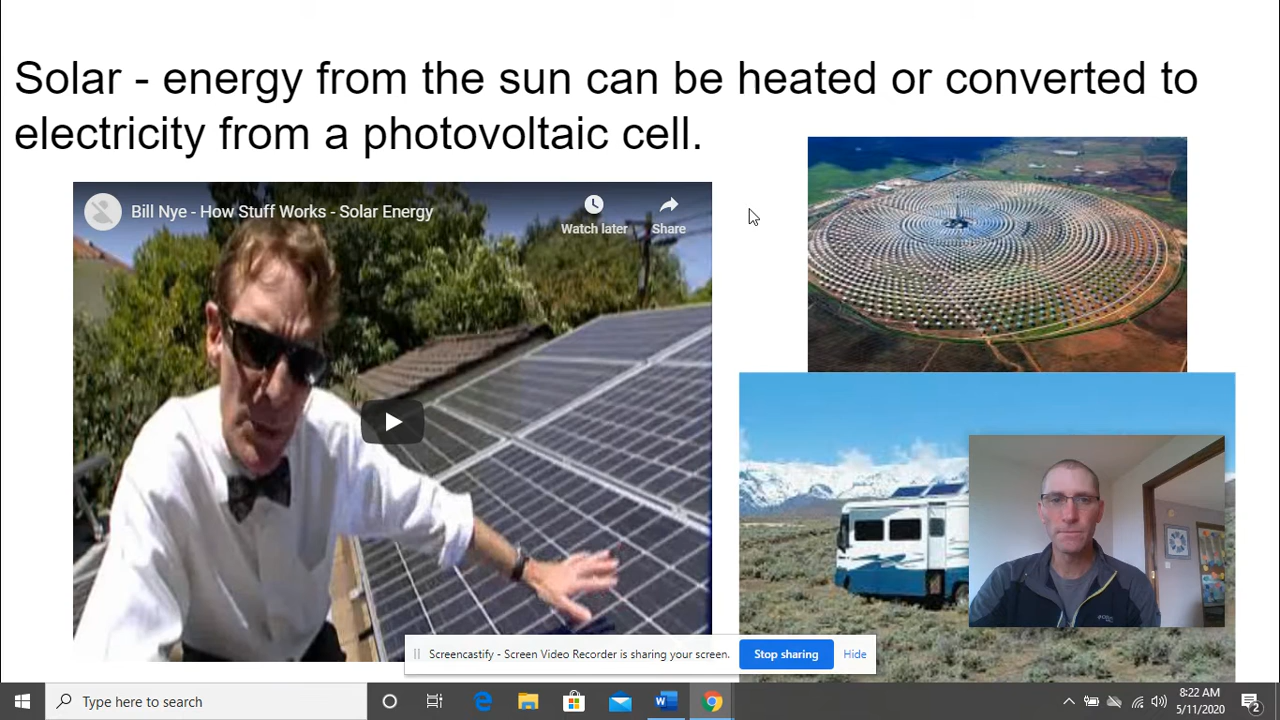 Solar - energy from the sun can be heated or converted to
electricity from a photovoltaic cell.
Bill Nye - How Stuff Works - Solar Energy
Watch later
Share
Screencastify - Screen Video Recorder is sharing your screen.
Stop sharing
Hide
Type here to search
8:22 AM
5/11/2020
2